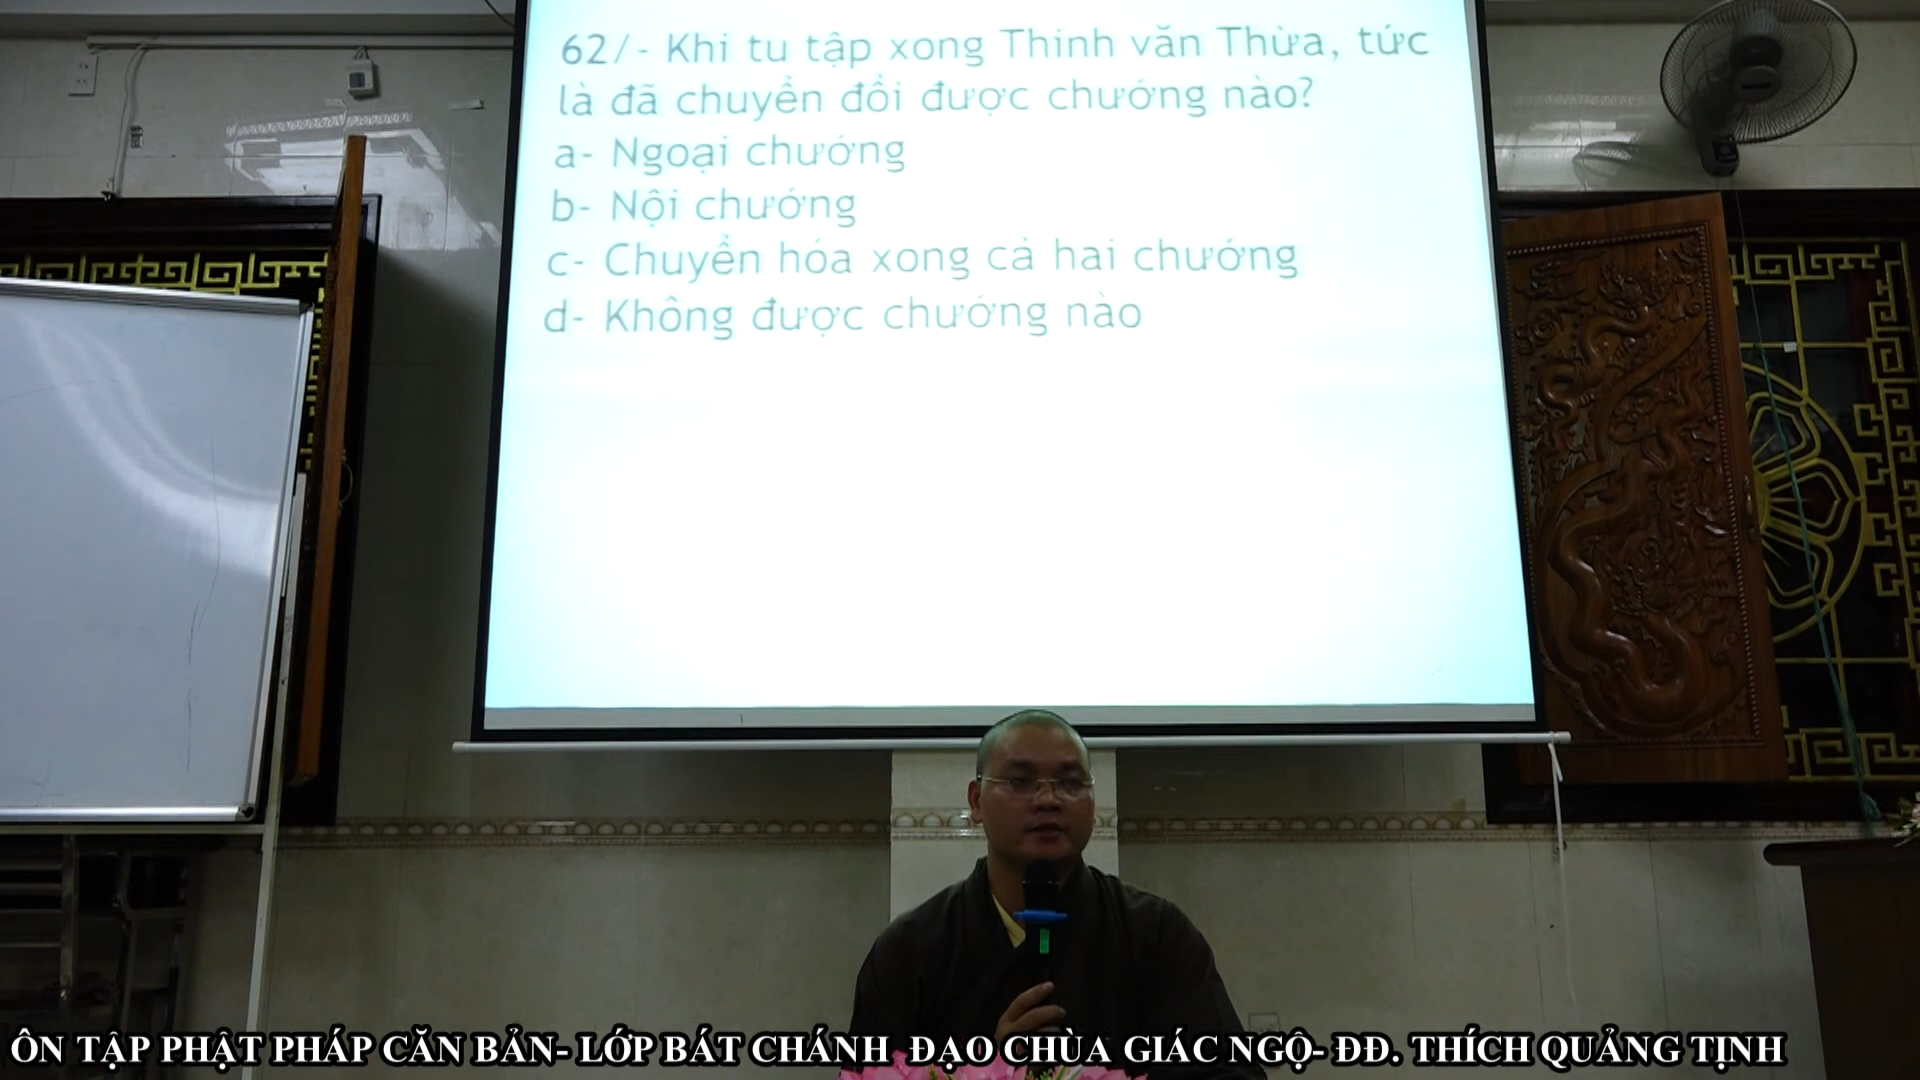 62/- Khi tu tập xong Thinh văn Thừa, tức
là đã chuyển đổi được chướng nào?
a- Ngoại chướng
b- Nội chướng
c- Chuyển hóa xong cả hai chướng
d- Không được chướng nào
ÔN TẬP PHẬT PHÁP CĂN BẢN- LỚP BÁT CHÁNH ĐẠO CHÙA GIÁC NGỘ- ĐĐ. THÍCH QUẢNG TỊNH